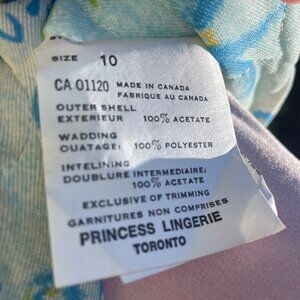 SIZE 10
CA 01120 MADE IN CANADA
FABRIQUE AU CANADA
OUTER SHELL
EXTERIEUR 100% ACETATE
WADDING
OUATAGE: 100% POLYESTER
INTELINING
DOUBLURE INTERMEDIAIRE:
100% ACETATE
EXCLUSIVE OF TRIMMING
GARNITURES NON COMPRISES
PRINCESS LINGERIE
TORONTO